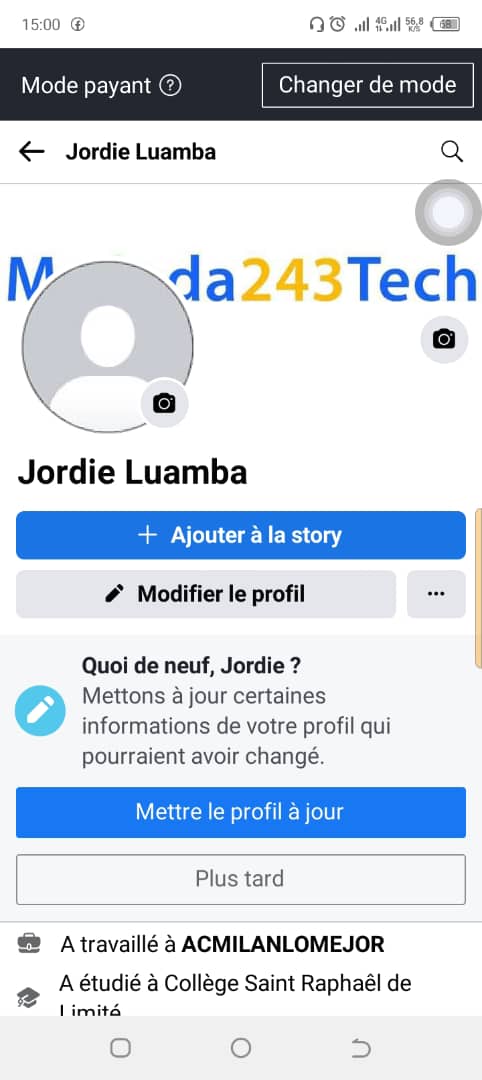 15:00
4G 56,8 K/S 68
Mode payant ?
Changer de mode
Jordie Luamba
da243Tech
Jordie Luamba
Ajouter à la story
Modifier le profil
Quoi de neuf, Jordie ?
Mettons à jour certaines
informations de votre profil qui
pourraient avoir changé.
Mettre le profil à jour
Plus tard
A travaillé à ACMILANLOMEJOR
A étudié à Collège Saint Raphaêl de
Limité